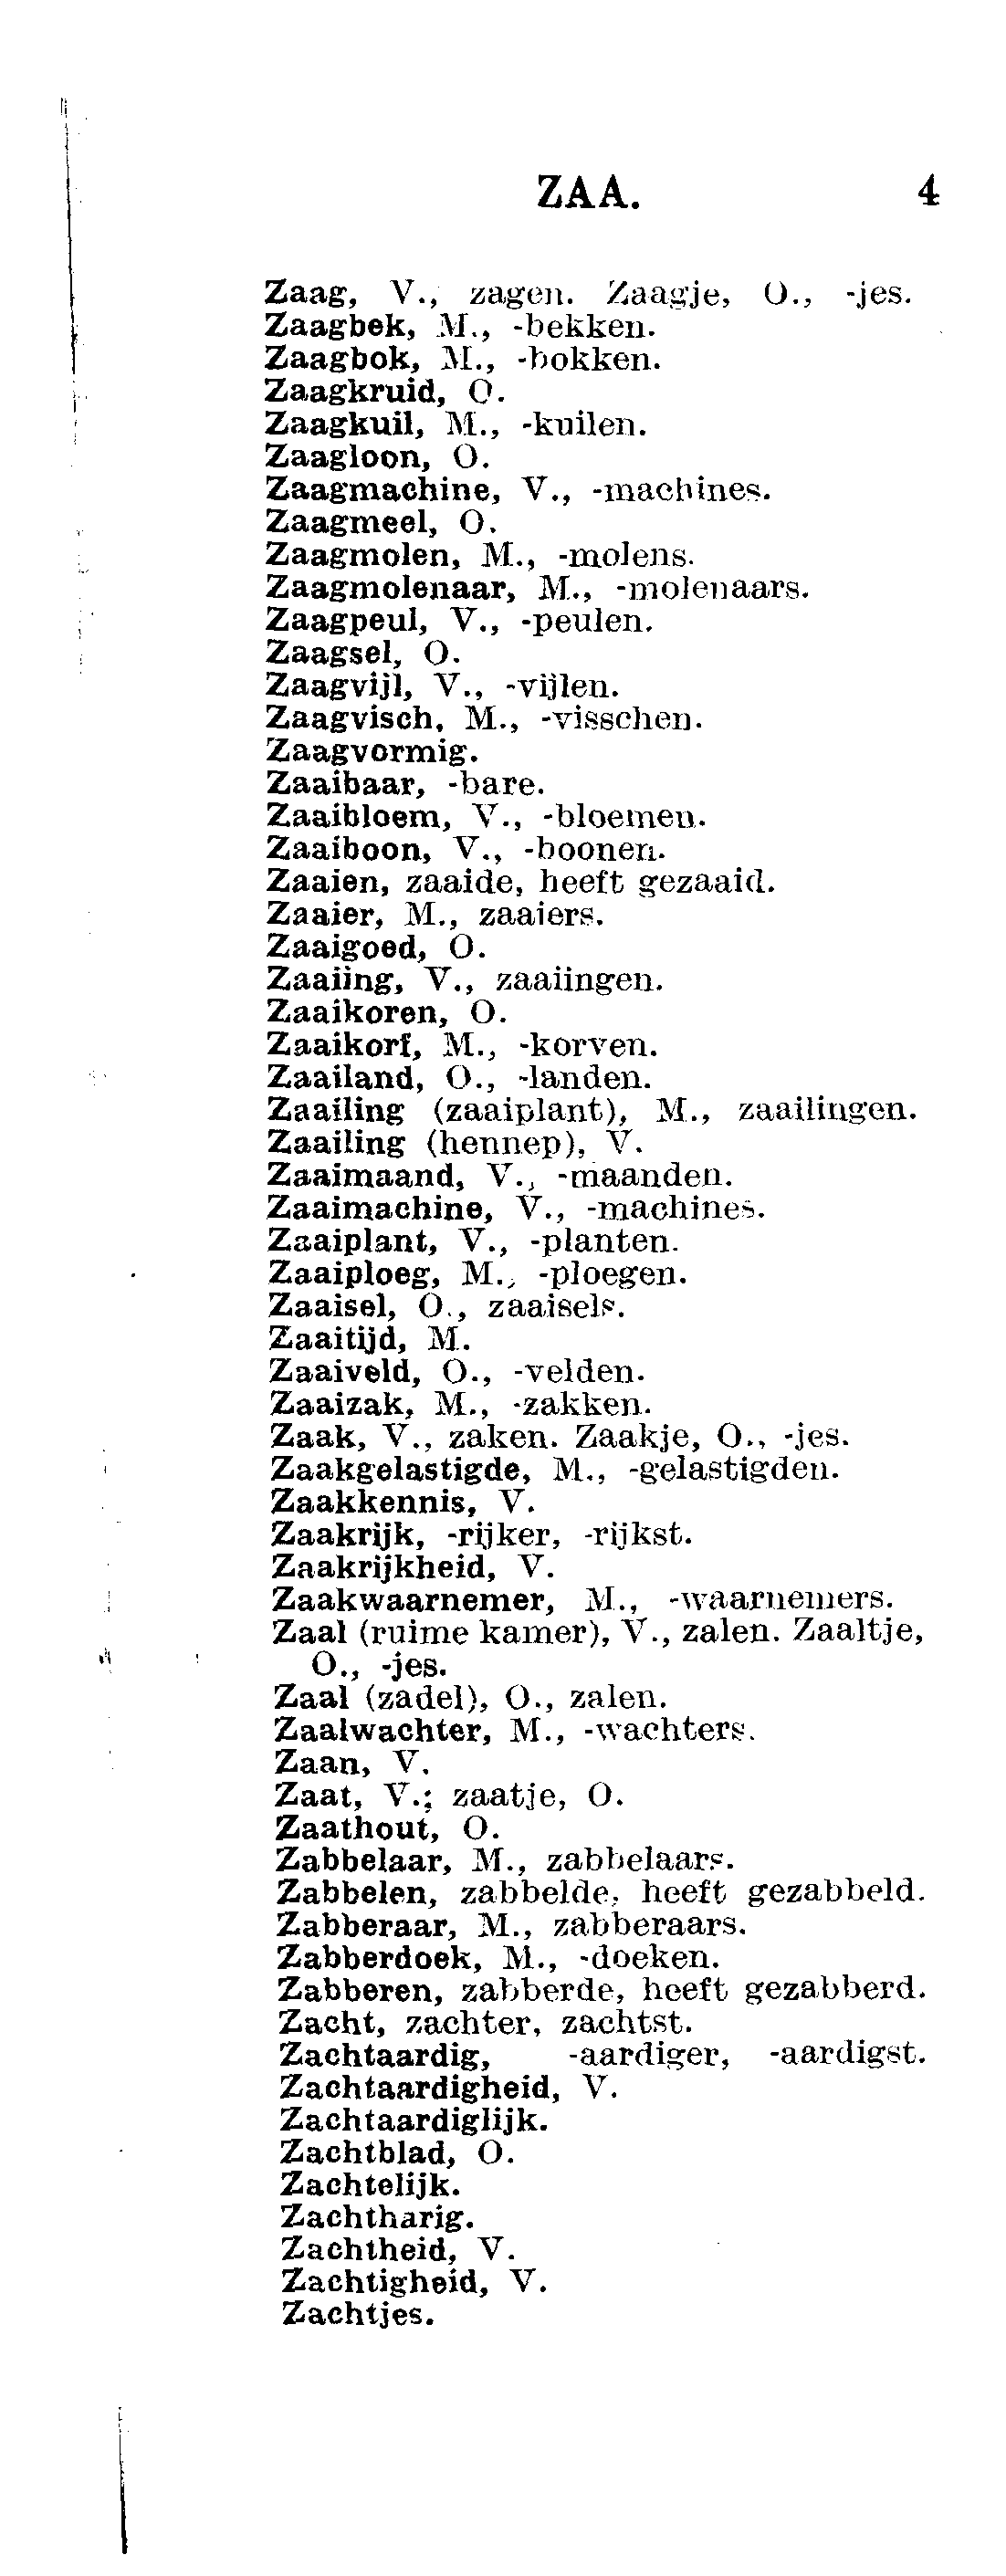 ZAA. 4
Zaag, V., zagen. Zaagje, O., -jes.
Zaagbek, M., -bekken.
Zaagbok, M., -bokken.
Zaagkruid, O.
Zaagkuil, M., -kuilen.
Zaagloon, O.
Zaagmachine, V., -machines.
Zaagmeel, O.
Zaagmolen, M., -molens.
Zaagmolenaar, M., -molenaars.
Zaagpeul, V., -peulen.
Zaagsel, O.
Zaagvijl, V., -vijlen.
Zaagvisch, M., -visschen.
Zaagvormig.
Zaaibaar, -bare.
Zaaibloem, V., -bloemen.
Zaaiboon, V., -boonen.
Zaaien, zaaide, heeft gezaaid.
Zaaier, M., zaaiers.
Zaaigoed, O.
Zaaiing, V., zaaiingen.
Zaaikoren, O.
Zaaikorf, M., -korven.
Zaailand, O., -landen.
Zaailing (zaaiplant), M., zaailingen.
Zaailing (hennep), V.
Zaaimaand, V., -maanden.
Zaaimachine, V., -machines.
Zaaiplant, V., -planten.
Zaaiploeg, M., -ploegen.
Zaaisel, O., zaaisels.
Zaaitijd, M.
Zaaiveld, O., -velden.
Zaaizak, M., -zakken.
Zaak, V., zaken. Zaakje, O., -jes.
Zaakgelastigde, M., -gelastigden.
Zaakkennis, V.
Zaakrijk, -rijker, -rijkst.
Zaakrijkheid, V.
Zaakwaarnemer, M., -waarnemers.
Zaal (ruime kamer), V., zalen. Zaaltje,
O., -jes.
Zaal (zadel), O., zalen.
Zaalwachter, M., -wachters.
Zaan, V.
Zaat, V.; zaatje, O.
Zaathout, O.
Zabbelaar, M., zabbelaars.
Zabbelen, zabbelde, heeft gezabbeld.
Zabberaar, M., zabberaars.
Zabberdoek, M., -doeken.
Zabberen, zabberde, heeft gezabberd.
Zacht, zachter, zachtst.
Zachtaardig, -aardiger, -aardigst.
Zachtaardigheid, V.
Zachtaardiglijk.
Zachtblad, O.
Zachtelijk.
Zachtharig.
Zachtheid, V.
Zachtigheid, V.
Zachtjes.